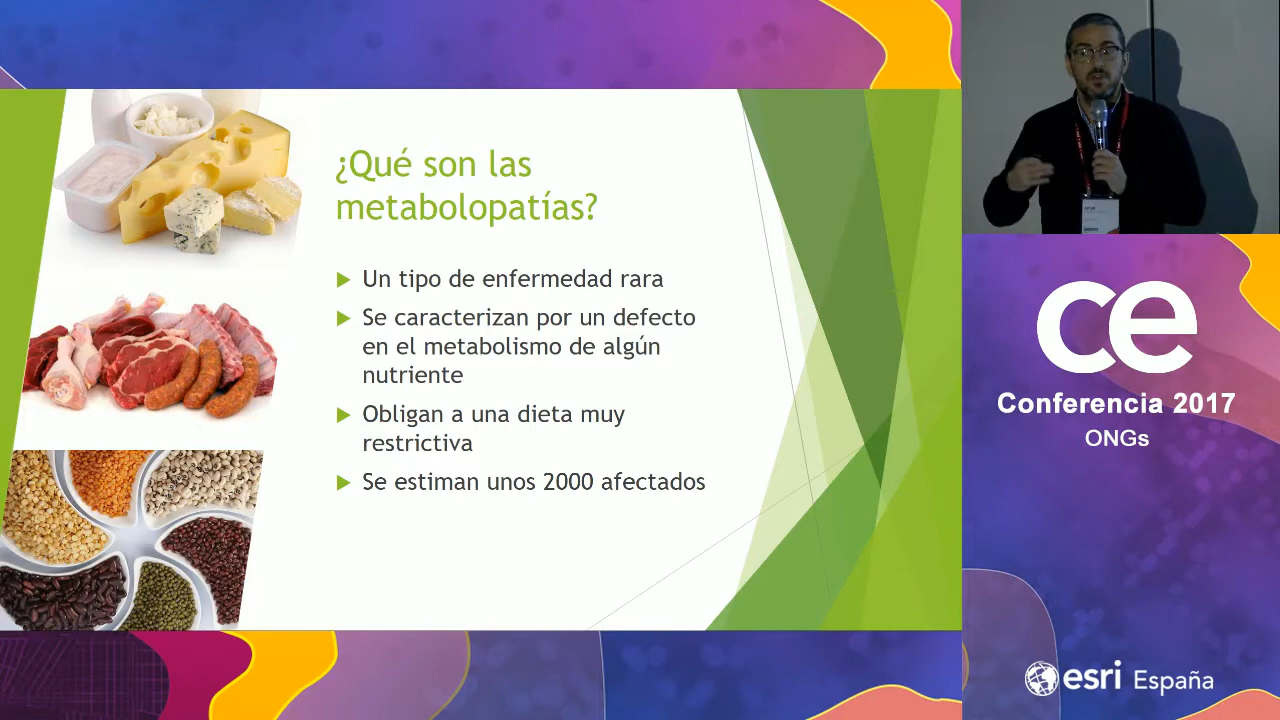 ¿Qué son las
metabolopatías?
Un tipo de enfermedad rara
Se caracterizan por un defecto
en el metabolismo de algún
nutriente
Obligan a una dieta muy
restrictiva
Se estiman unos 2000 afectados
ce
Conferencia 2017
ONGs
esri España